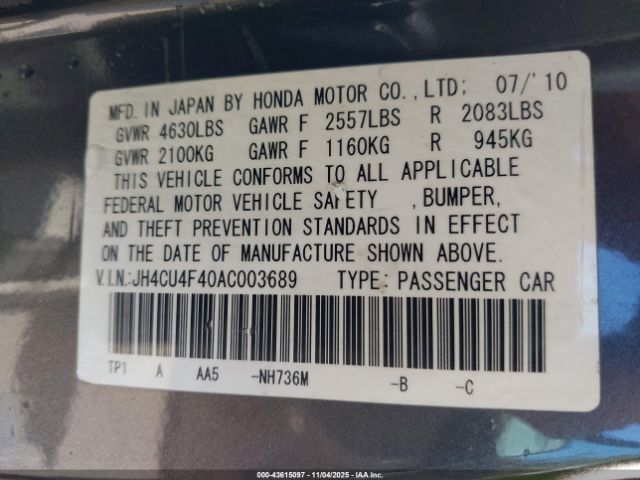 MFD. IN JAPAN BY HONDA MOTOR CO.,LTD; 07/'10
GVWR 4630LBS GAWR F 2557LBS R 2083LBS
GVWR 2100KG GAWR F 1160KG R 945KG
THIS VEHICLE CONFORMS TO ALL APPLICABLE
FEDERAL MOTOR VEHICLE SAFETY ,BUMPER,
AND THEFT PREVENTION STANDARDS IN EFFECT
ON THE DATE OF MANUFACTURE SHOWN ABOVE.
V.I.N.:JH4CU4F40AC003689 TYPE: PASSENGER CAR
TP1 A AA5 -NH736M -B -C
000-43615097 - 11/04/2025 - IAA Inc.